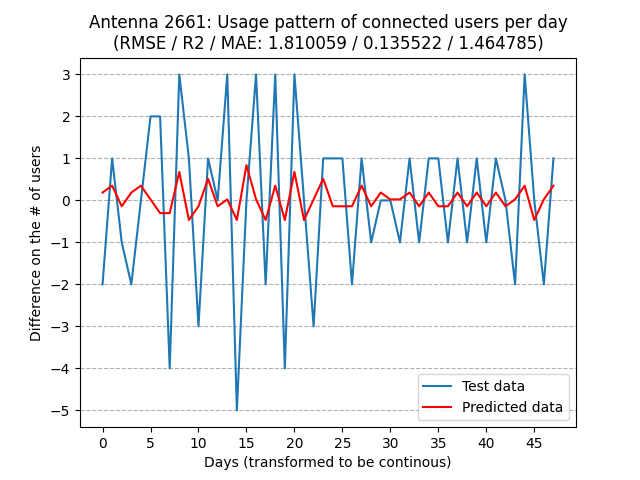 Antenna 2661: Usage pattern of connected users per day
(RMSE / R2 / MAE: 1.810059 / 0.135522 / 1.464785)
Difference on the # of users
3
2
1
0
−1
−2
−3
−4
−5
Test data
Predicted data
0 5 10 15 20 25 30 35 40 45
Days (transformed to be continous)